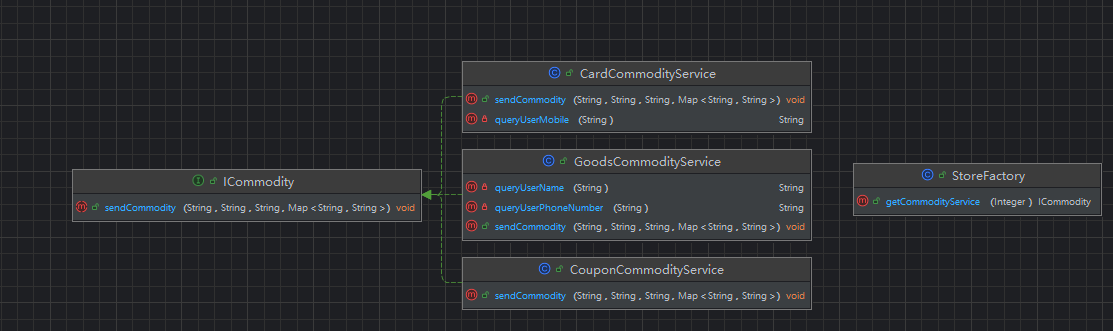 CardCommodityService
sendCommodity (String, String, String, Map<String, String>) void
queryUserMobile (String) String
GoodsCommodityService
queryUserName (String) String
queryUserPhoneNumber (String) String
sendCommodity (String, String, String, Map<String, String>) void
CouponCommodityService
sendCommodity (String, String, String, Map<String, String>) void
ICommodity
sendCommodity (String, String, String, Map<String, String>) void
StoreFactory
getCommodityService (Integer) ICommodity